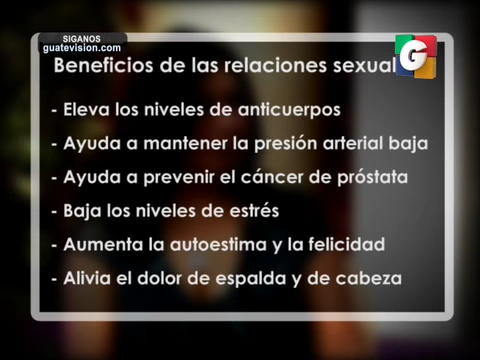 SIGANOS
guatevision.com
G
Beneficios de las relaciones sexual
- Eleva los niveles de anticuerpos
- Ayuda a mantener la presión arterial baja
- Ayuda a prevenir el cáncer de próstata
- Baja los niveles de estrés
- Aumenta la autoestima y la felicidad
- Alivia el dolor de espalda y de cabeza